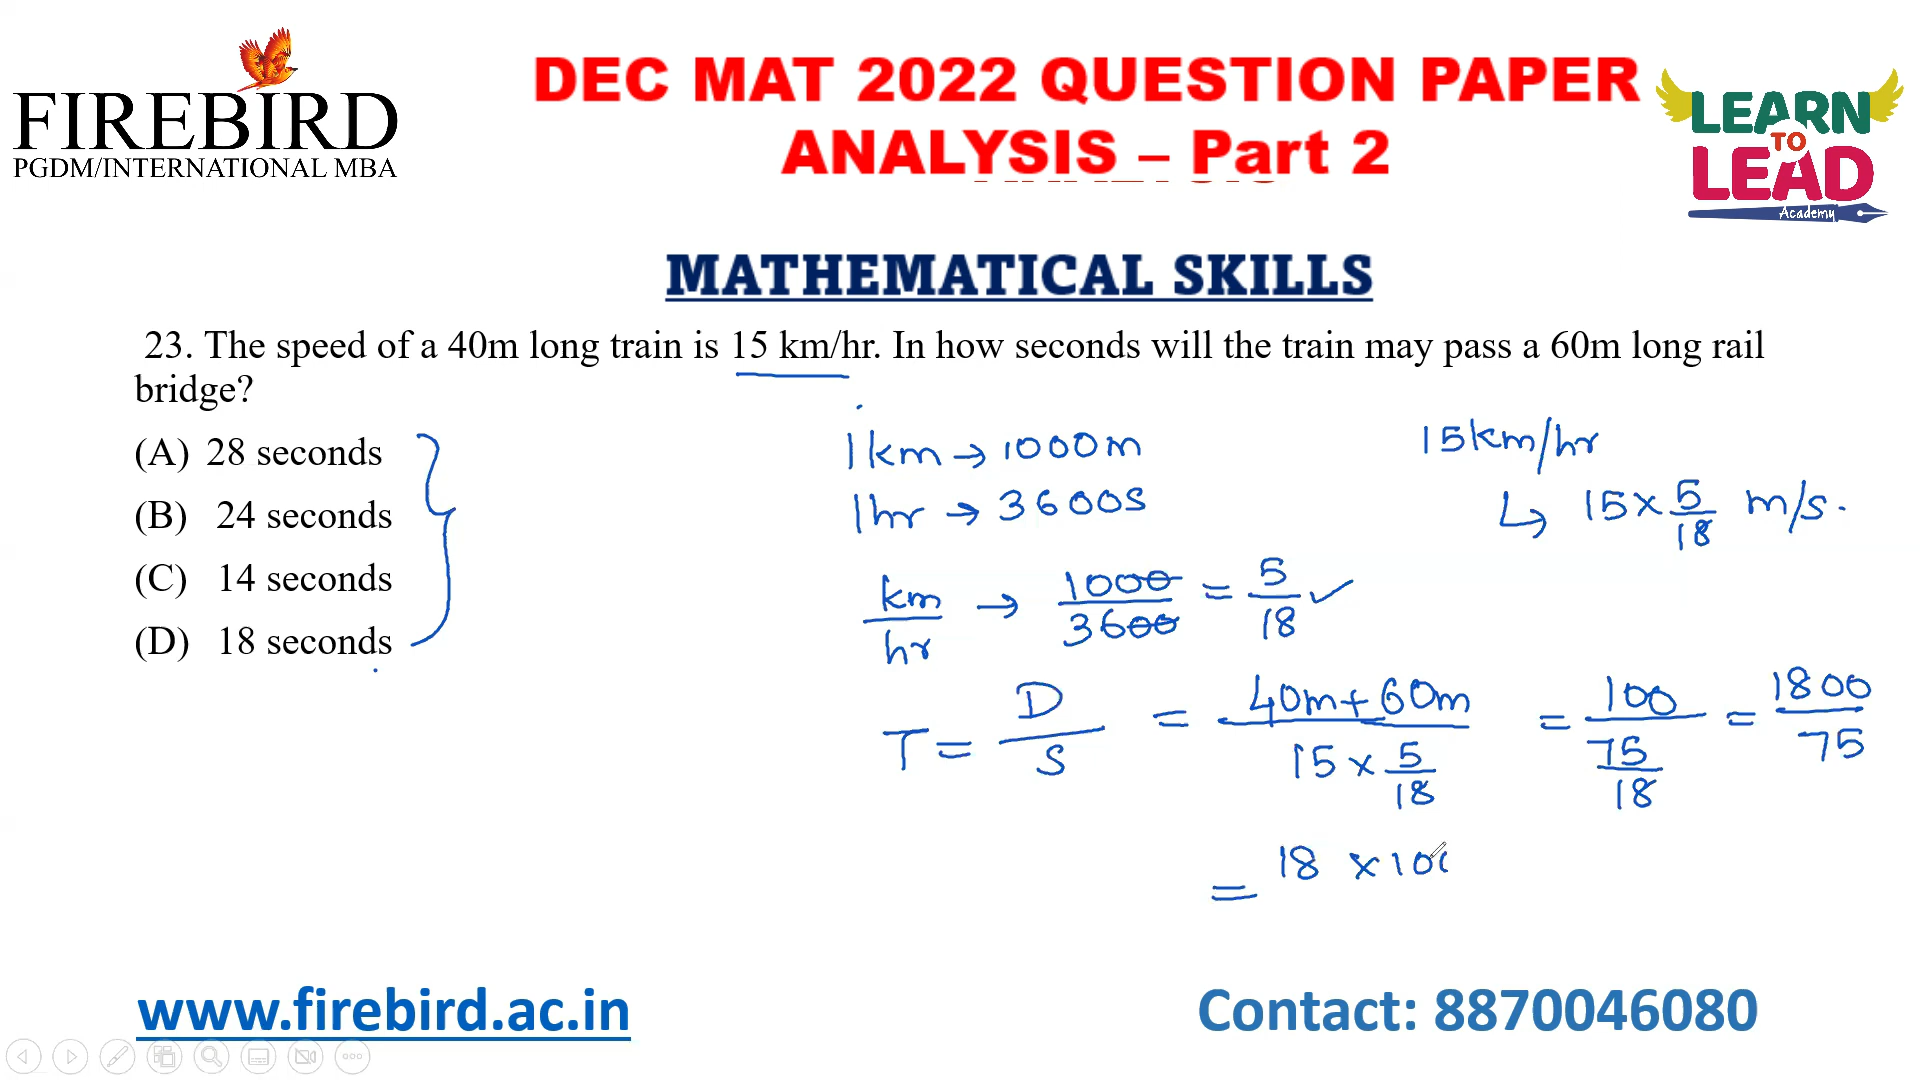 FIREBIRD
PGDM/INTERNATIONAL MBA
DEC MAT 2022 QUESTION PAPER
ANALYSIS – Part 2
LEARN
TO
LEAD
Academy
MATHEMATICAL SKILLS
23. The speed of a 40m long train is 15 km/hr. In how seconds will the train may pass a 60m long rail
bridge?
(A) 28 seconds
(B) 24 seconds
(C) 14 seconds
(D) 18 seconds
1km → 1000m
1hr → 3600s
km/hr → 1000/3600 = 5/18 ✓
15km/hr
↳ 15 × 5/18 m/s.
T = D/S = 40m+60m / 15 × 5/18 = 100 / 75/18 = 1800/75
= 18 × 100
www.firebird.ac.in
Contact: 8870046080